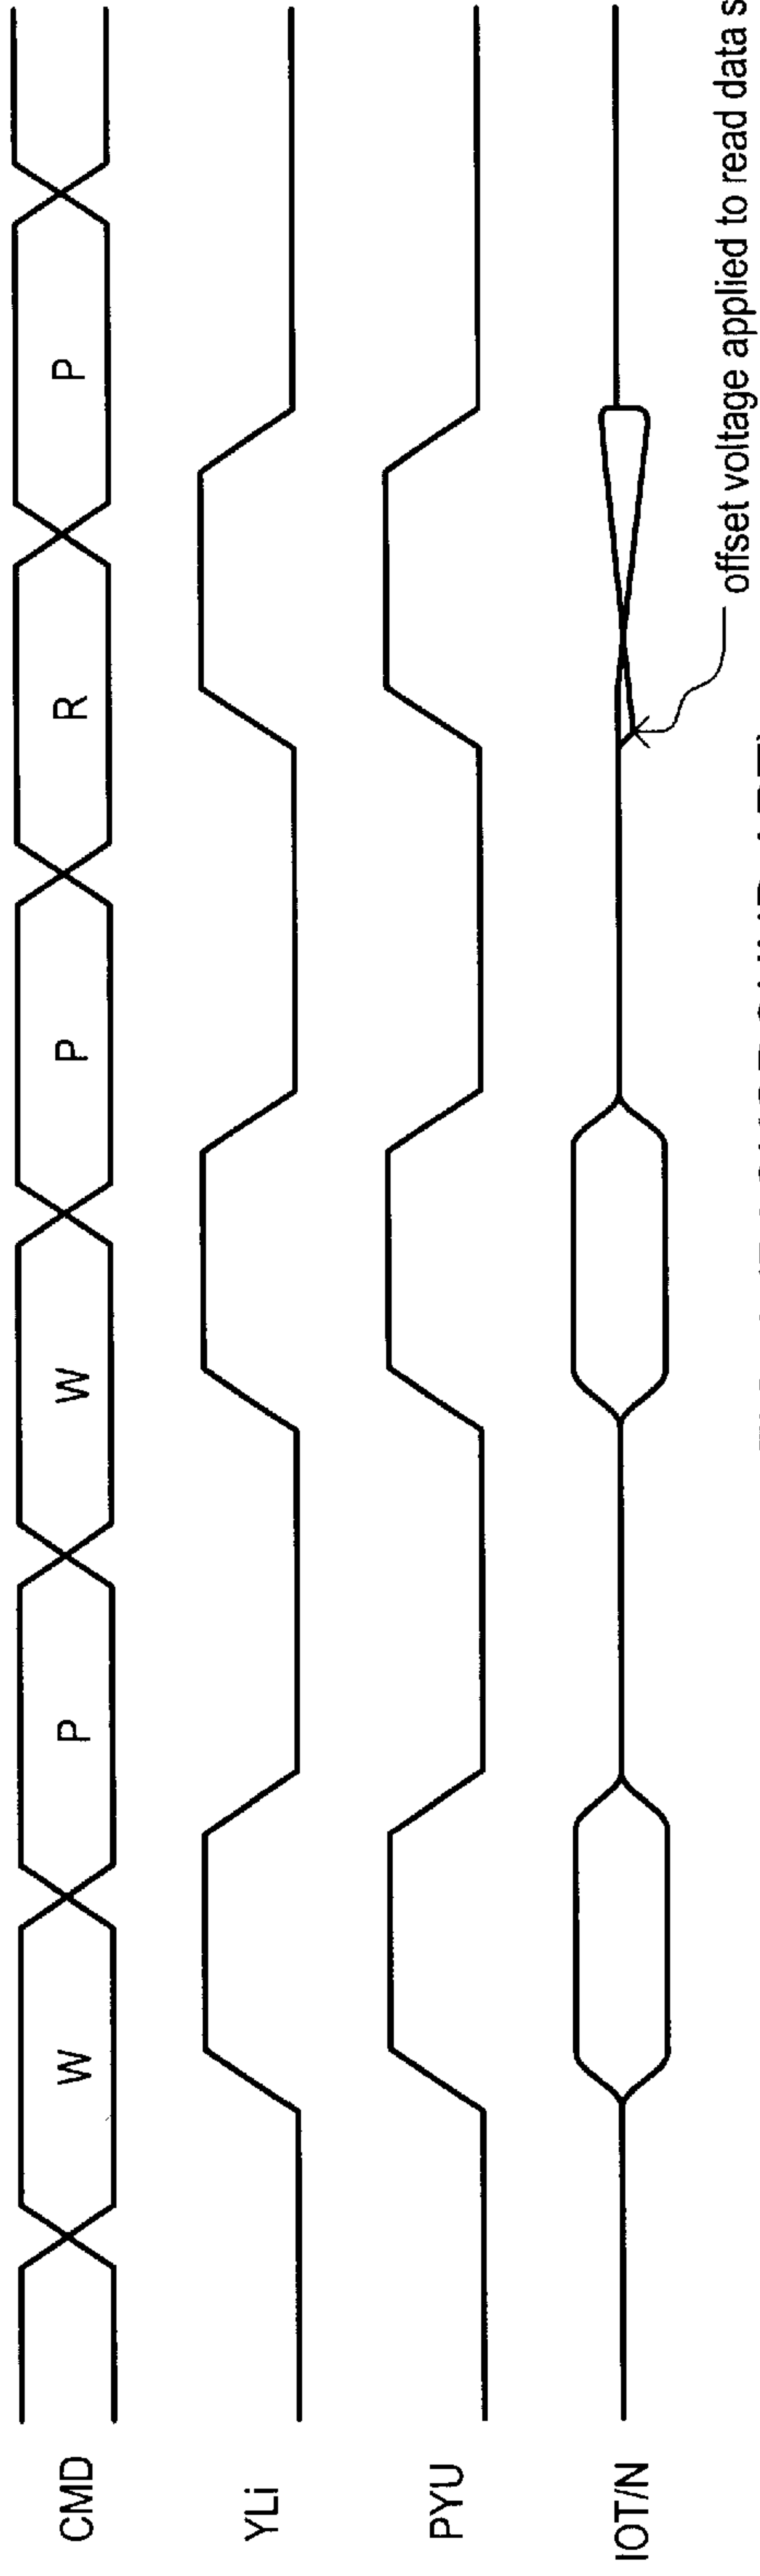 CMD W P W P R P
YLi
PYU
IOT/N
offset voltage applied to read data s